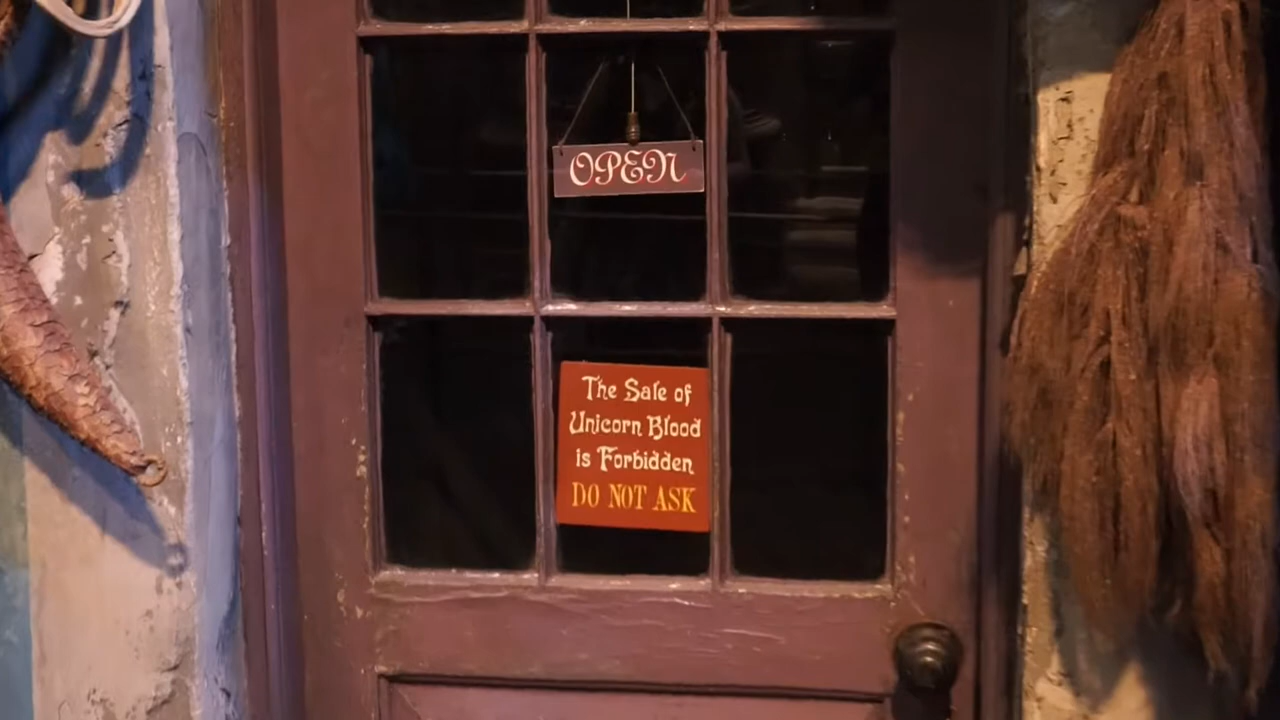 OPEN
The Sale of
Unicorn Blood
is Forbidden
DO NOT ASK